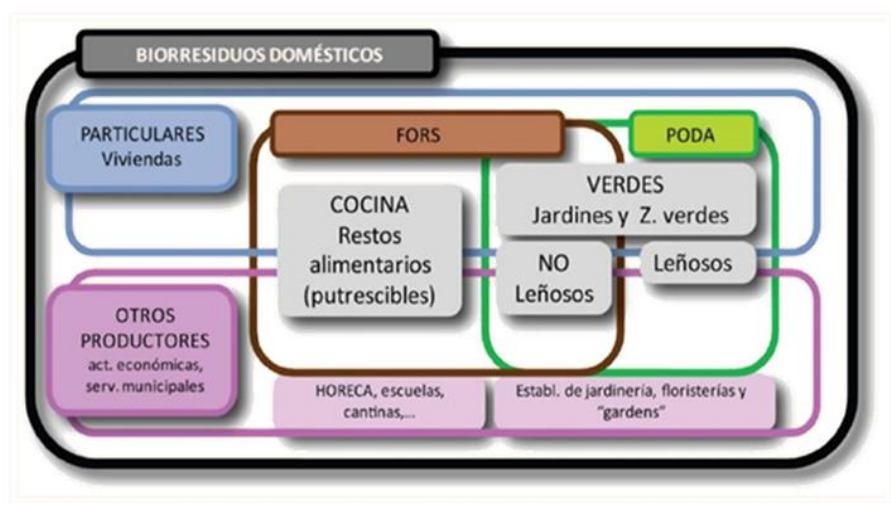 BIORRESIDUOS DOMÉSTICOS
PARTICULARES
Viviendas
FORS
PODA
COCINA
Restos
alimentarios
(putrescibles)
VERDES
Jardines y Z. verdes
NO
Leñosos
Leñosos
OTROS
PRODUCTORES
act. económicas,
serv. municipales
HORECA, escuelas,
cantinas,...
Establ. de jardinería, floristerías y
"gardens"